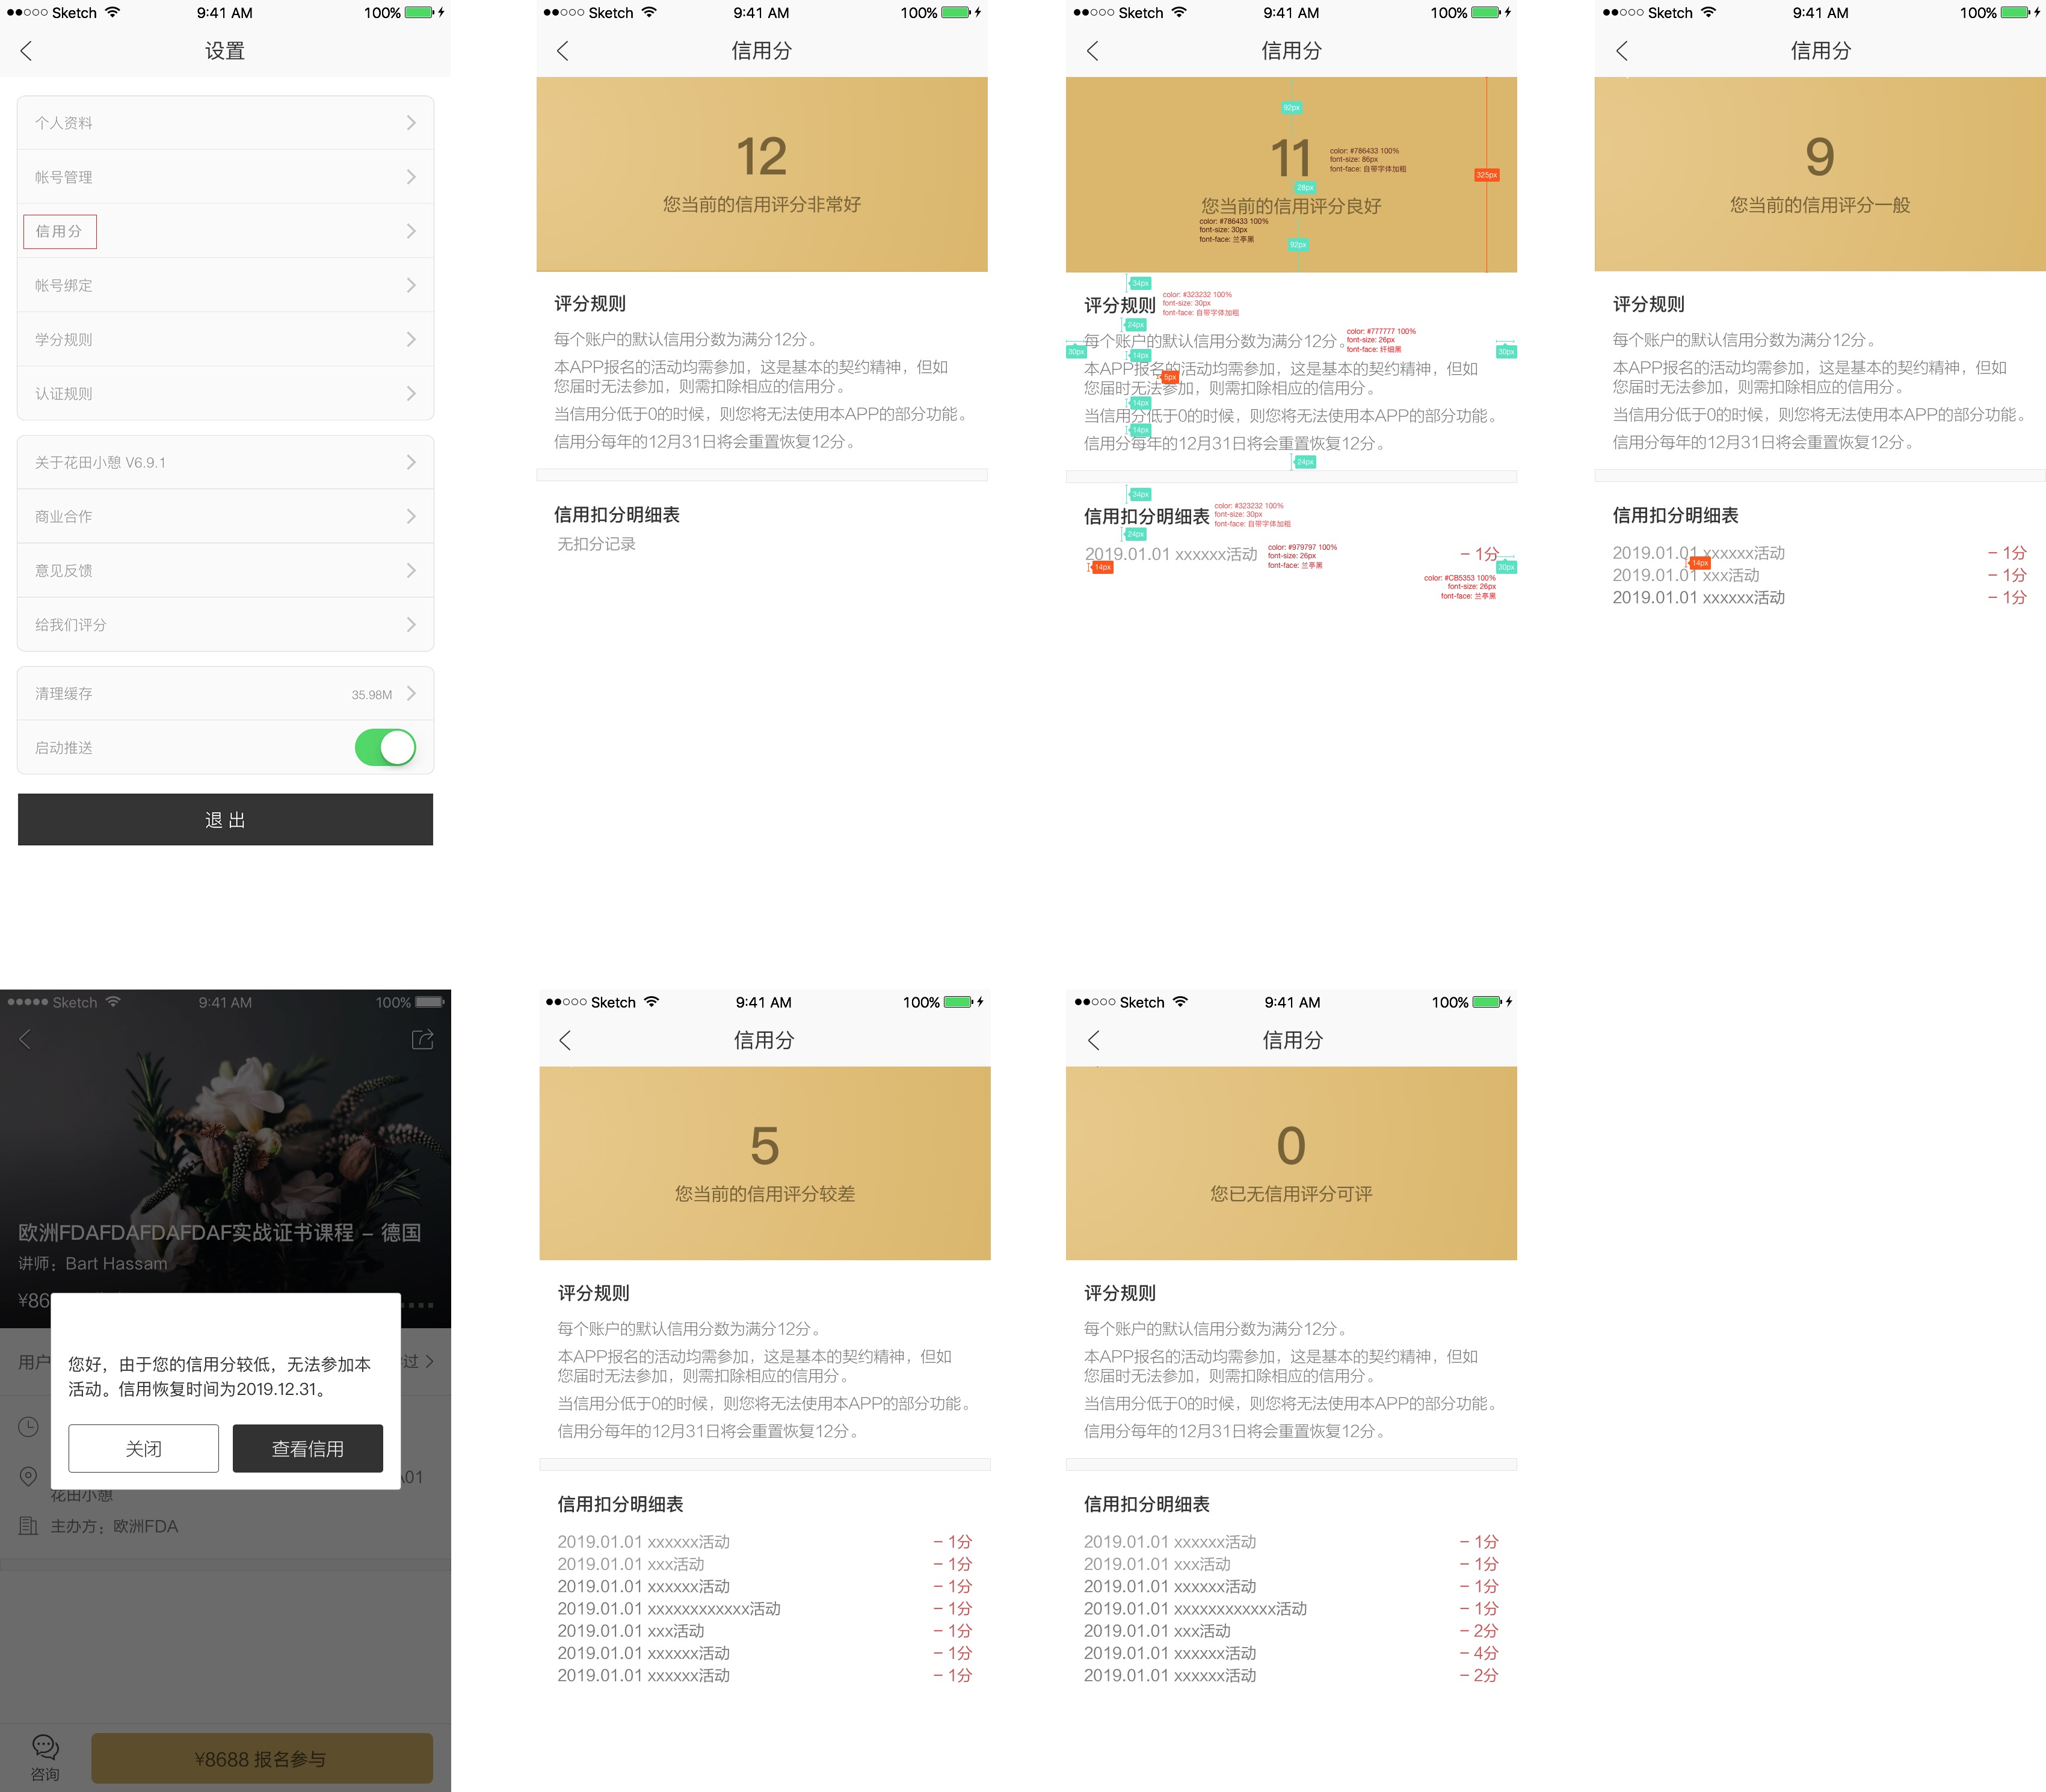 Sketch 9:41 AM 100%
设置
个人资料
帐号管理
信用分
帐号绑定
学分规则
认证规则
关于花田小憩 V6.9.1
商业合作
意见反馈
给我们评分
清理缓存 35.98M
启动推送
退 出
Sketch 9:41 AM 100%
信用分
12
您当前的信用评分非常好
评分规则
每个账户的默认信用分数为满分12分。
本APP报名的活动均需参加，这是基本的契约精神，但如
您届时无法参加，则需扣除相应的信用分。
当信用分低于0的时候，则您将无法使用本APP的部分功能。
信用分每年的12月31日将会重置恢复12分。
信用扣分明细表
无扣分记录
Sketch 9:41 AM 100%
信用分
92px
11
color: #786433 100%
font-size: 86px
font-face: 自带字体加粗
325px
28px
您当前的信用评分良好
color: #786433 100%
font-size: 30px
font-face: 兰亭黑
92px
34px
评分规则
color: #323232 100%
font-size: 30px
font-face: 自带字体加粗
24px
每个账户的默认信用分数为满分12分。
color: #777777 100%
font-size: 26px
font-face: 纤细黑
30px
30px
14px
本APP报名的活动均需参加，这是基本的契约精神，但如
5px
您届时无法参加，则需扣除相应的信用分。
14px
当信用分低于0的时候，则您将无法使用本APP的部分功能。
14px
信用分每年的12月31日将会重置恢复12分。
24px
34px
信用扣分明细表
color: #323232 100%
font-size: 30px
font-face: 自带字体加粗
24px
2019.01.01 xxxxxx活动 － 1分
color: #979797 100%
font-size: 26px
font-face: 兰亭黑
14px
30px
color: #CB5353 100%
font-size: 26px
font-face: 兰亭黑
Sketch 9:41 AM 100%
信用分
9
您当前的信用评分一般
评分规则
每个账户的默认信用分数为满分12分。
本APP报名的活动均需参加，这是基本的契约精神，但如
您届时无法参加，则需扣除相应的信用分。
当信用分低于0的时候，则您将无法使用本APP的部分功能。
信用分每年的12月31日将会重置恢复12分。
信用扣分明细表
2019.01.01 xxxxxx活动 － 1分
14px
2019.01.01 xxx活动 － 1分
2019.01.01 xxxxxx活动 － 1分
Sketch 9:41 AM 100%
欧洲FDAFDAFDAFDAF实战证书课程 – 德国
讲师：Bart Hassam
¥86
用户 过
您好，由于您的信用分较低，无法参加本
活动。信用恢复时间为2019.12.31。
关闭 查看信用
A01
花田小憩
主办方：欧洲FDA
咨询
¥8688 报名参与
Sketch 9:41 AM 100%
信用分
5
您当前的信用评分较差
评分规则
每个账户的默认信用分数为满分12分。
本APP报名的活动均需参加，这是基本的契约精神，但如
您届时无法参加，则需扣除相应的信用分。
当信用分低于0的时候，则您将无法使用本APP的部分功能。
信用分每年的12月31日将会重置恢复12分。
信用扣分明细表
2019.01.01 xxxxxx活动 － 1分
2019.01.01 xxx活动 － 1分
2019.01.01 xxxxxx活动 － 1分
2019.01.01 xxxxxxxxxxxx活动 － 1分
2019.01.01 xxx活动 － 1分
2019.01.01 xxxxxx活动 － 1分
2019.01.01 xxxxxx活动 － 1分
Sketch 9:41 AM 100%
信用分
0
您已无信用评分可评
评分规则
每个账户的默认信用分数为满分12分。
本APP报名的活动均需参加，这是基本的契约精神，但如
您届时无法参加，则需扣除相应的信用分。
当信用分低于0的时候，则您将无法使用本APP的部分功能。
信用分每年的12月31日将会重置恢复12分。
信用扣分明细表
2019.01.01 xxxxxx活动 － 1分
2019.01.01 xxx活动 － 1分
2019.01.01 xxxxxx活动 － 1分
2019.01.01 xxxxxxxxxxxx活动 － 1分
2019.01.01 xxx活动 － 2分
2019.01.01 xxxxxx活动 － 4分
2019.01.01 xxxxxx活动 － 2分